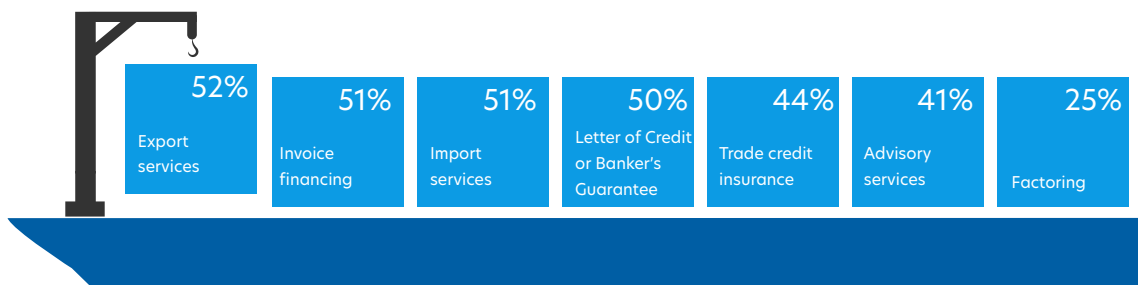 52%
Export
services
51%
Invoice
financing
51%
Import
services
50%
Letter of Credit
or Banker's
Guarantee
44%
Trade credit
insurance
41%
Advisory
services
25%
Factoring